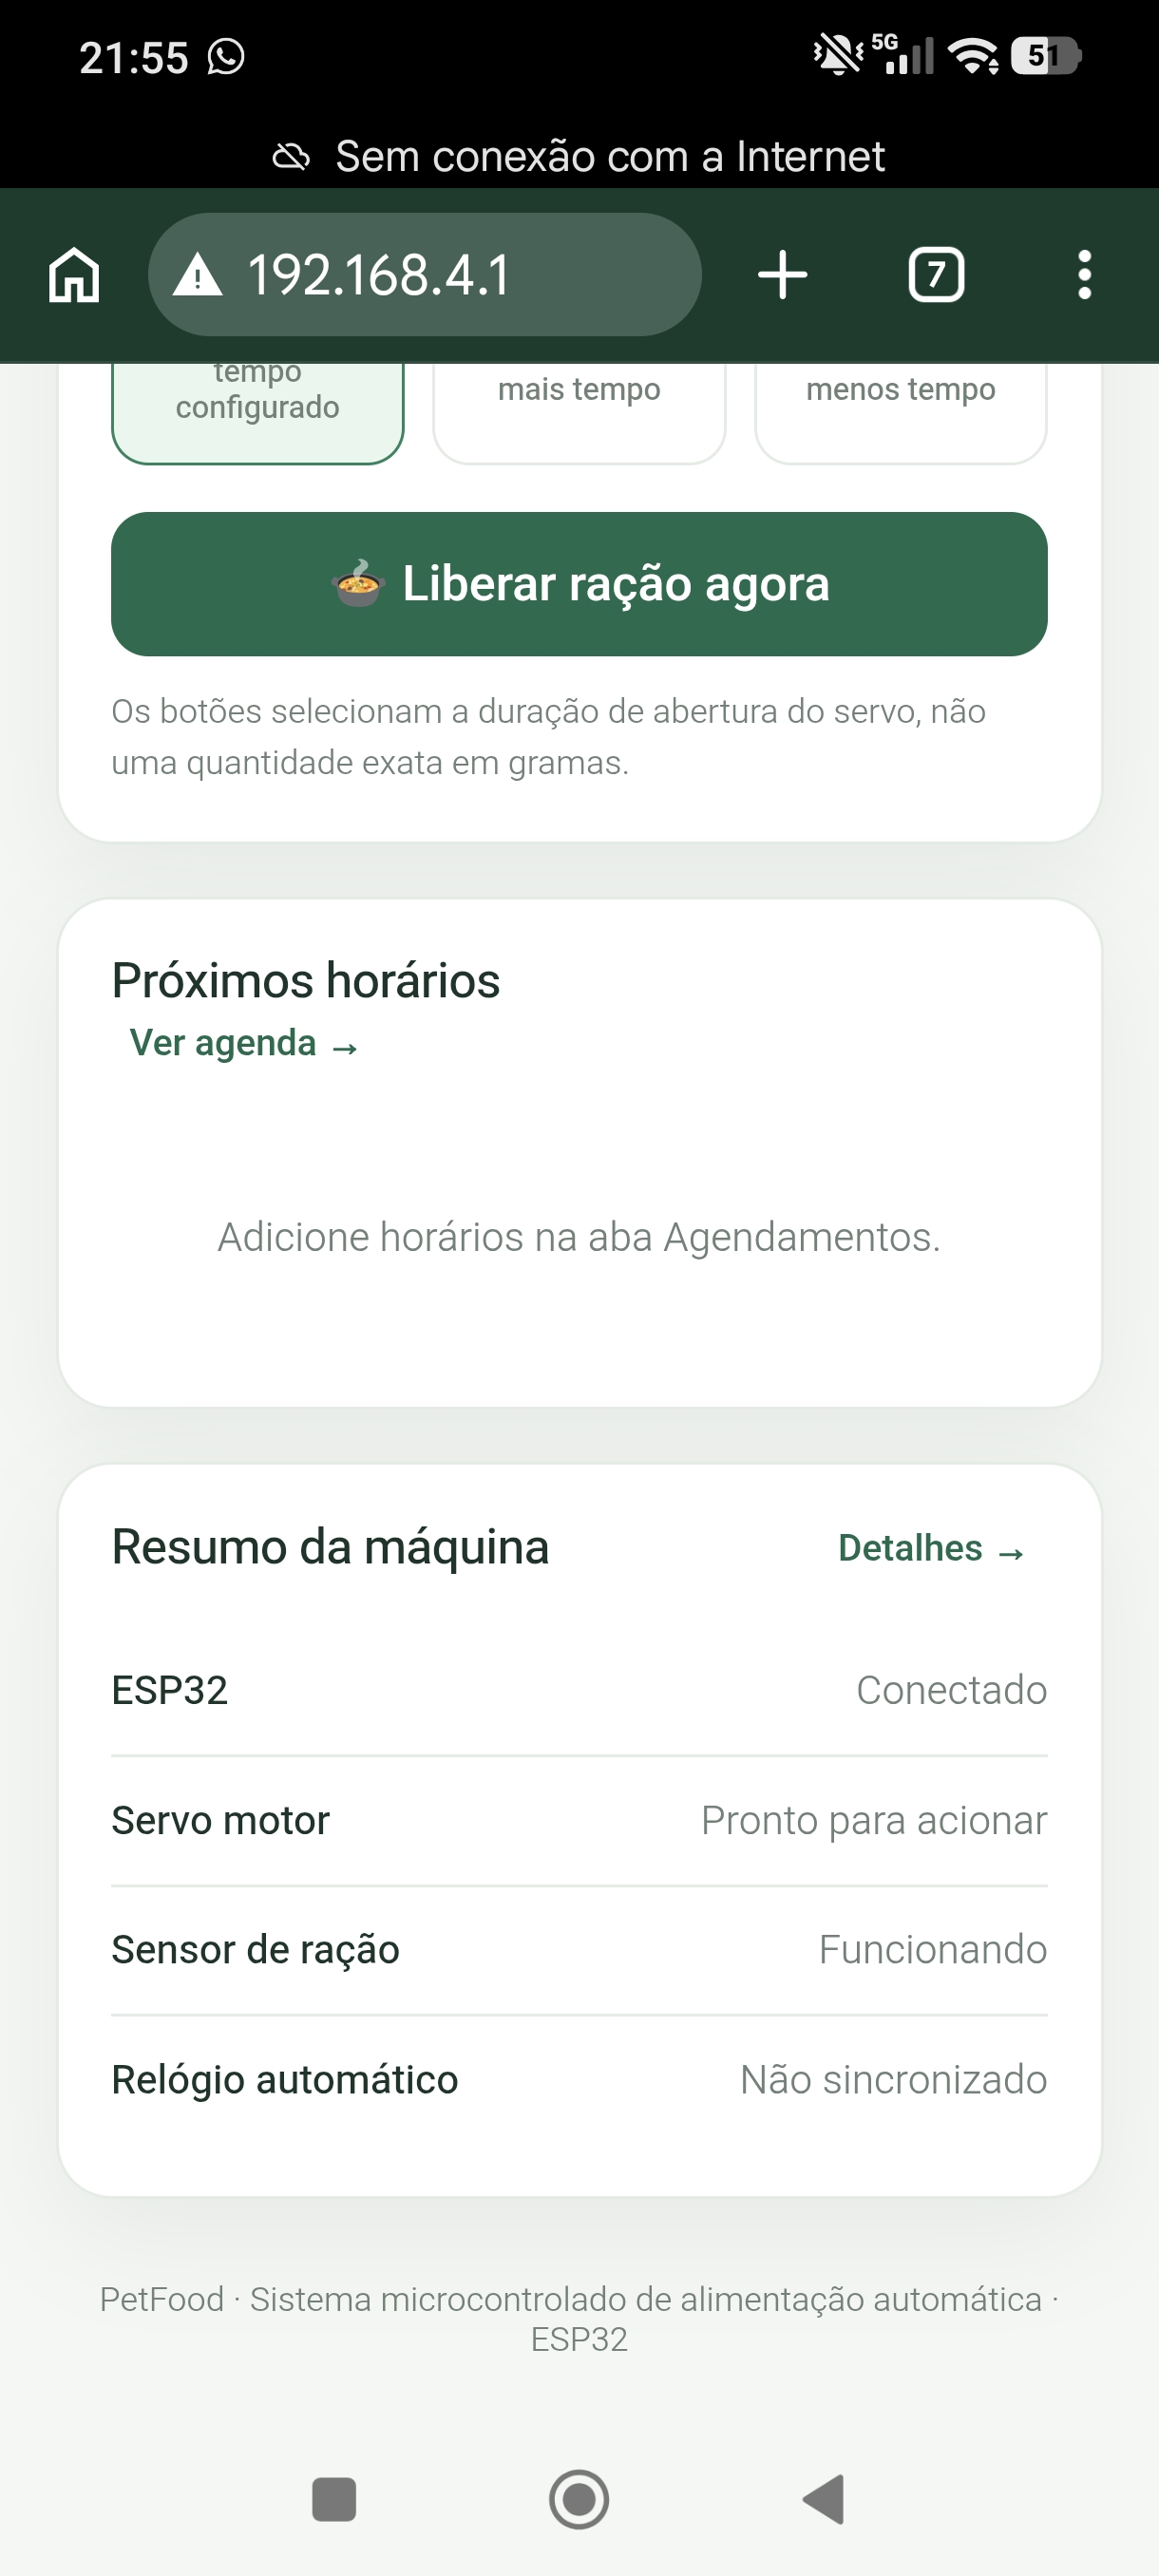 21:55
5G
51
Sem conexão com a Internet
192.168.4.1
7
tempo
configurado
mais tempo
menos tempo
Liberar ração agora
Os botões selecionam a duração de abertura do servo, não
uma quantidade exata em gramas.
Próximos horários
Ver agenda →
Adicione horários na aba Agendamentos.
Resumo da máquina
Detalhes →
ESP32
Conectado
Servo motor
Pronto para acionar
Sensor de ração
Funcionando
Relógio automático
Não sincronizado
PetFood · Sistema microcontrolado de alimentação automática ·
ESP32